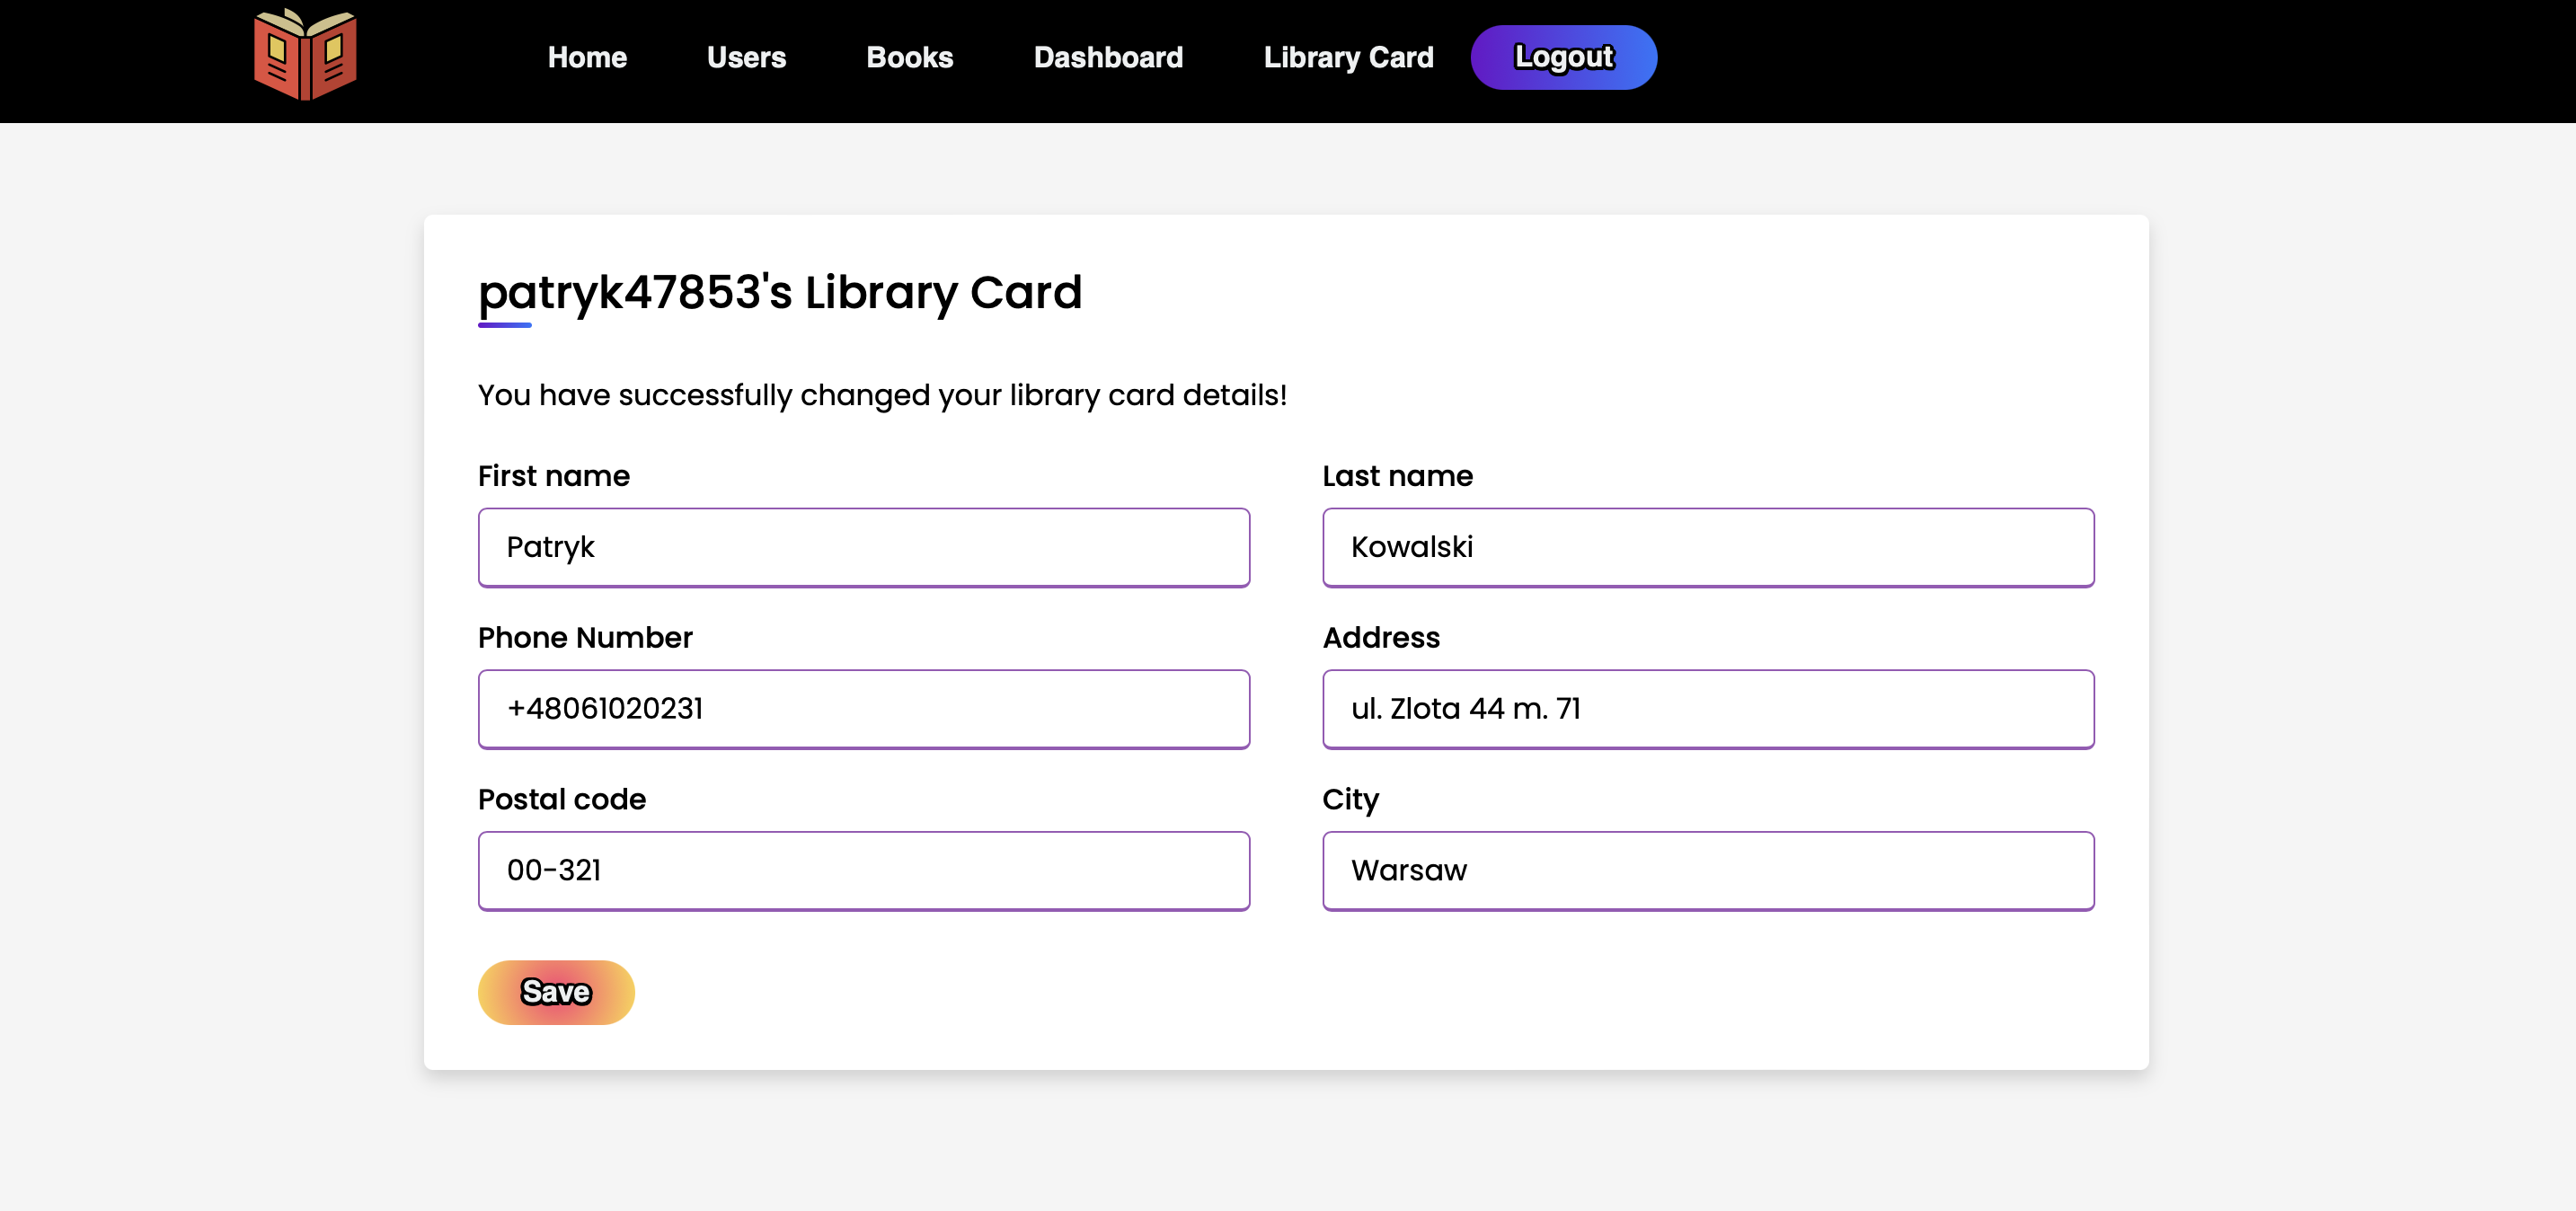 Home Users Books Dashboard Library Card Logout
patryk47853's Library Card
You have successfully changed your library card details!
First name Last name
Patryk Kowalski
Phone Number Address
+48061020231 ul. Zlota 44 m. 71
Postal code City
00-321 Warsaw
Save